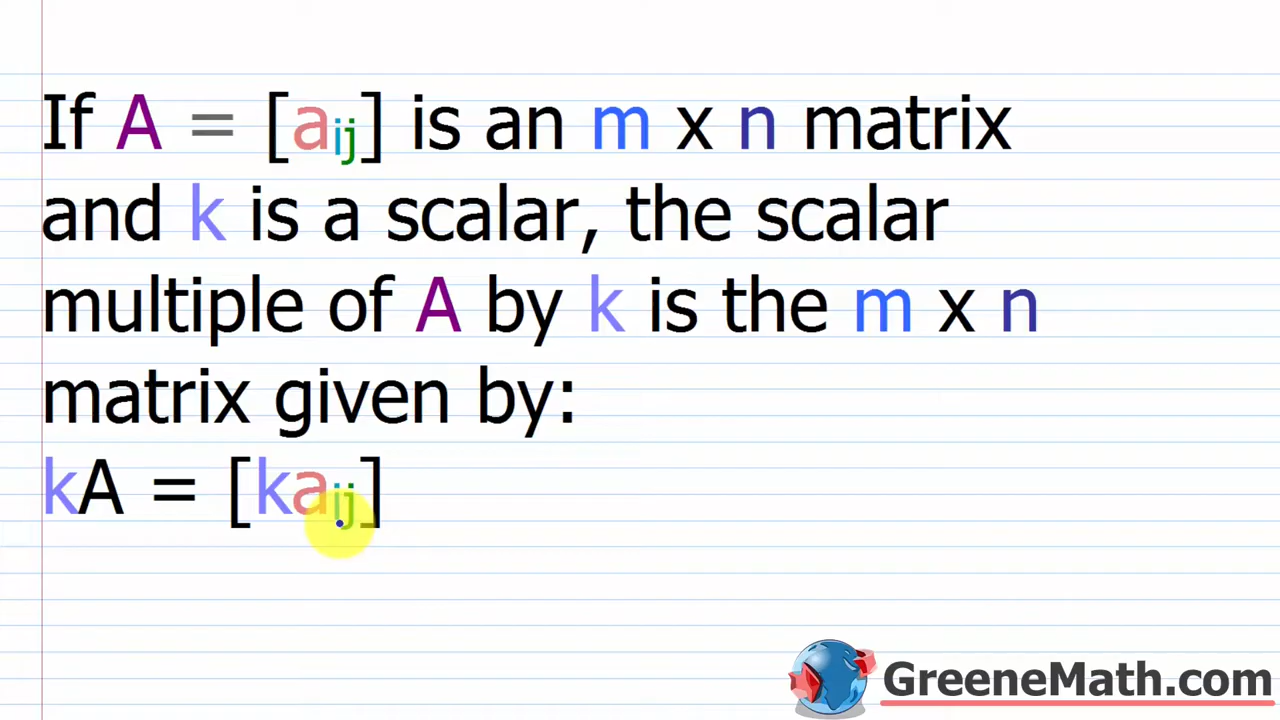 If A = [aᵢⱼ] is an m x n matrix
and k is a scalar, the scalar
multiple of A by k is the m x n
matrix given by:
kA = [kaᵢⱼ]
GreeneMath.com